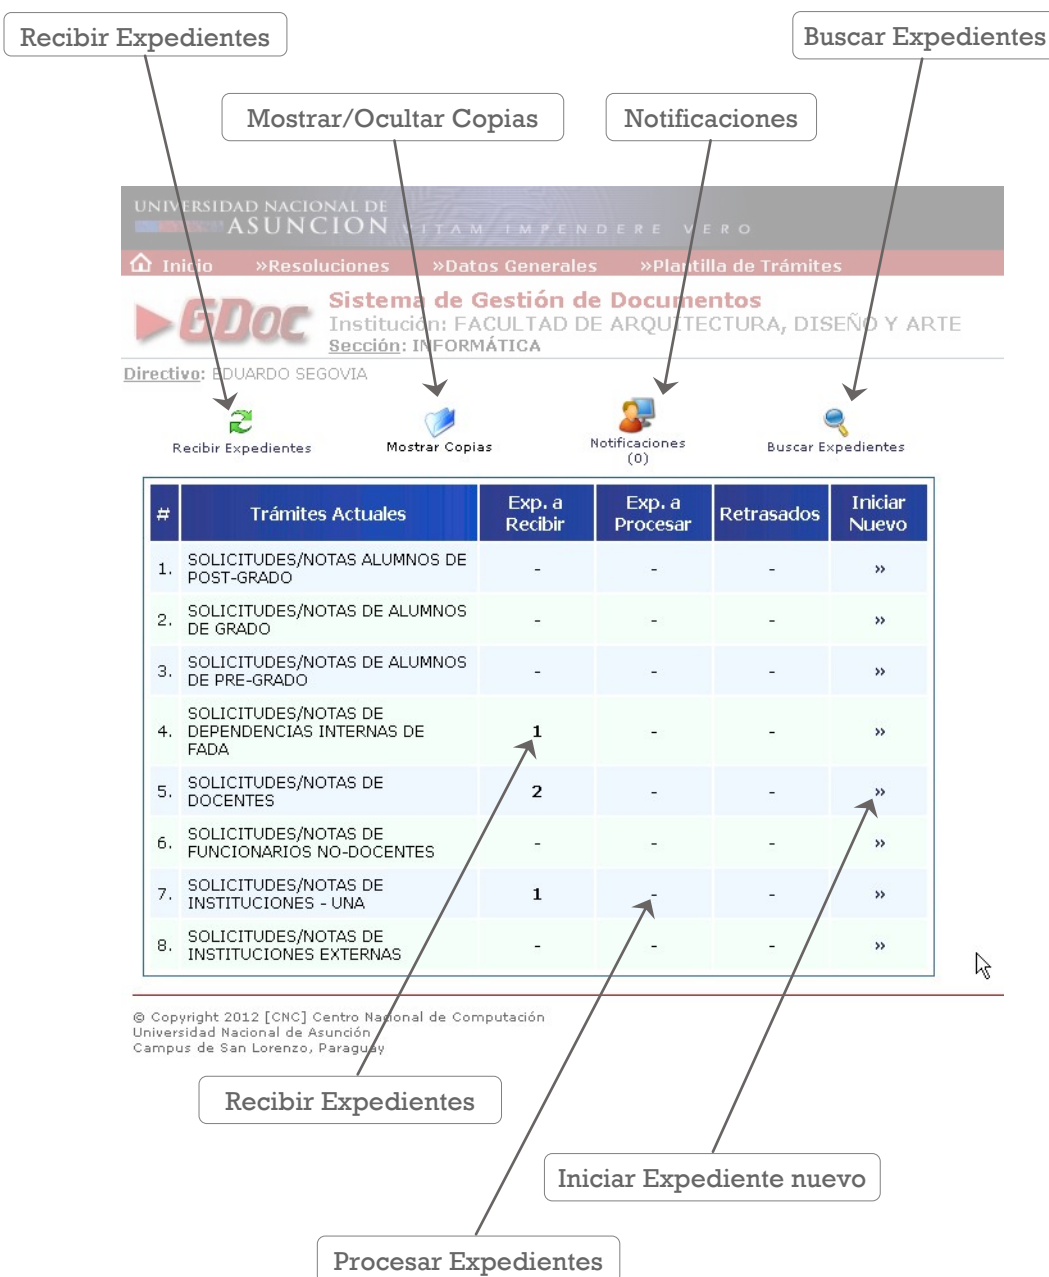 Recibir Expedientes
Buscar Expedientes
Mostrar/Ocultar Copias
Notificaciones
UNIVERSIDAD NACIONAL DE
ASUNCION
VITAM IMPENDERE VERO
Inicio »Resoluciones »Datos Generales »Plantilla de Trámites
GDoc
Sistema de Gestión de Documentos
Institución: FACULTAD DE ARQUITECTURA, DISEÑO Y ARTE
Sección: INFORMÁTICA
Directivo: EDUARDO SEGOVIA
Recibir Expedientes
Mostrar Copias
Notificaciones
(0)
Buscar Expedientes
# Trámites Actuales Exp. a Recibir Exp. a Procesar Retrasados Iniciar Nuevo
1. SOLICITUDES/NOTAS ALUMNOS DE
POST-GRADO - - - »
2. SOLICITUDES/NOTAS DE ALUMNOS
DE GRADO - - - »
3. SOLICITUDES/NOTAS DE ALUMNOS
DE PRE-GRADO - - - »
4. SOLICITUDES/NOTAS DE
DEPENDENCIAS INTERNAS DE
FADA 1 - - »
5. SOLICITUDES/NOTAS DE
DOCENTES 2 - - »
6. SOLICITUDES/NOTAS DE
FUNCIONARIOS NO-DOCENTES - - - »
7. SOLICITUDES/NOTAS DE
INSTITUCIONES - UNA 1 - - »
8. SOLICITUDES/NOTAS DE
INSTITUCIONES EXTERNAS - - - »
© Copyright 2012 [CNC] Centro Nacional de Computación
Universidad Nacional de Asunción
Campus de San Lorenzo, Paraguay
Recibir Expedientes
Iniciar Expediente nuevo
Procesar Expedientes